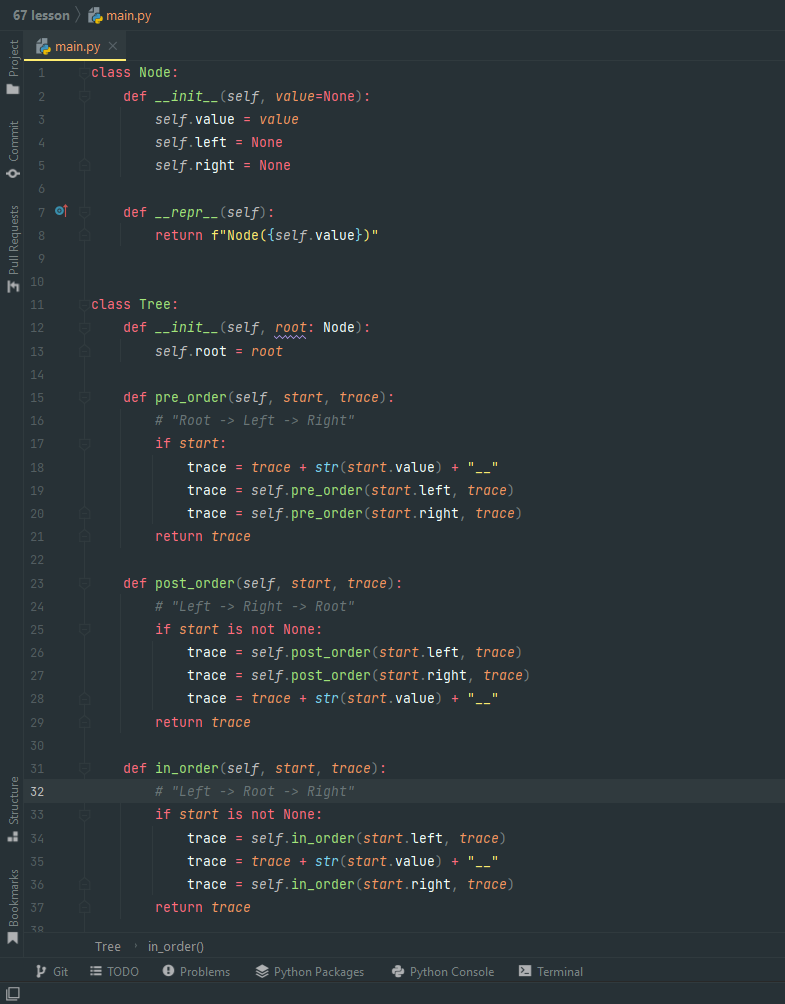 67 lesson main.py
main.py
Project
Commit
Pull Requests
Structure
Bookmarks
1 class Node:
2     def __init__(self, value=None):
3         self.value = value
4         self.left = None
5         self.right = None
6
7     def __repr__(self):
8         return f"Node({self.value})"
9
10
11 class Tree:
12     def __init__(self, root: Node):
13         self.root = root
14
15     def pre_order(self, start, trace):
16         # "Root -> Left -> Right"
17         if start:
18             trace = trace + str(start.value) + "__"
19             trace = self.pre_order(start.left, trace)
20             trace = self.pre_order(start.right, trace)
21         return trace
22
23     def post_order(self, start, trace):
24         # "Left -> Right -> Root"
25         if start is not None:
26             trace = self.post_order(start.left, trace)
27             trace = self.post_order(start.right, trace)
28             trace = trace + str(start.value) + "__"
29         return trace
30
31     def in_order(self, start, trace):
32         # "Left -> Root -> Right"
33         if start is not None:
34             trace = self.in_order(start.left, trace)
35             trace = trace + str(start.value) + "__"
36             trace = self.in_order(start.right, trace)
37         return trace
38
Tree in_order()
Git TODO Problems Python Packages Python Console Terminal